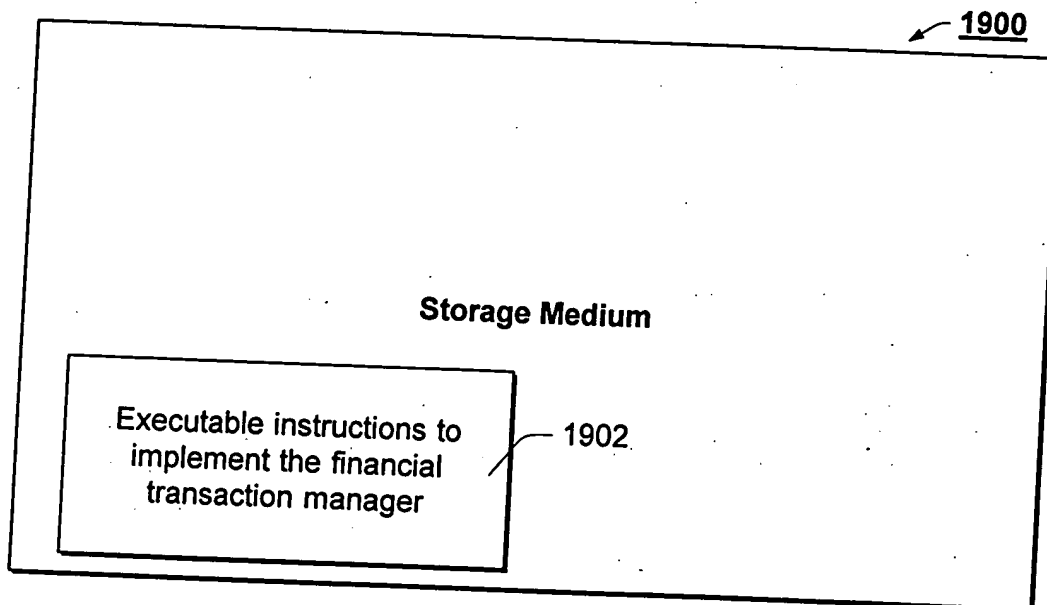 1900
Storage Medium
Executable instructions to
implement the financial
transaction manager
1902